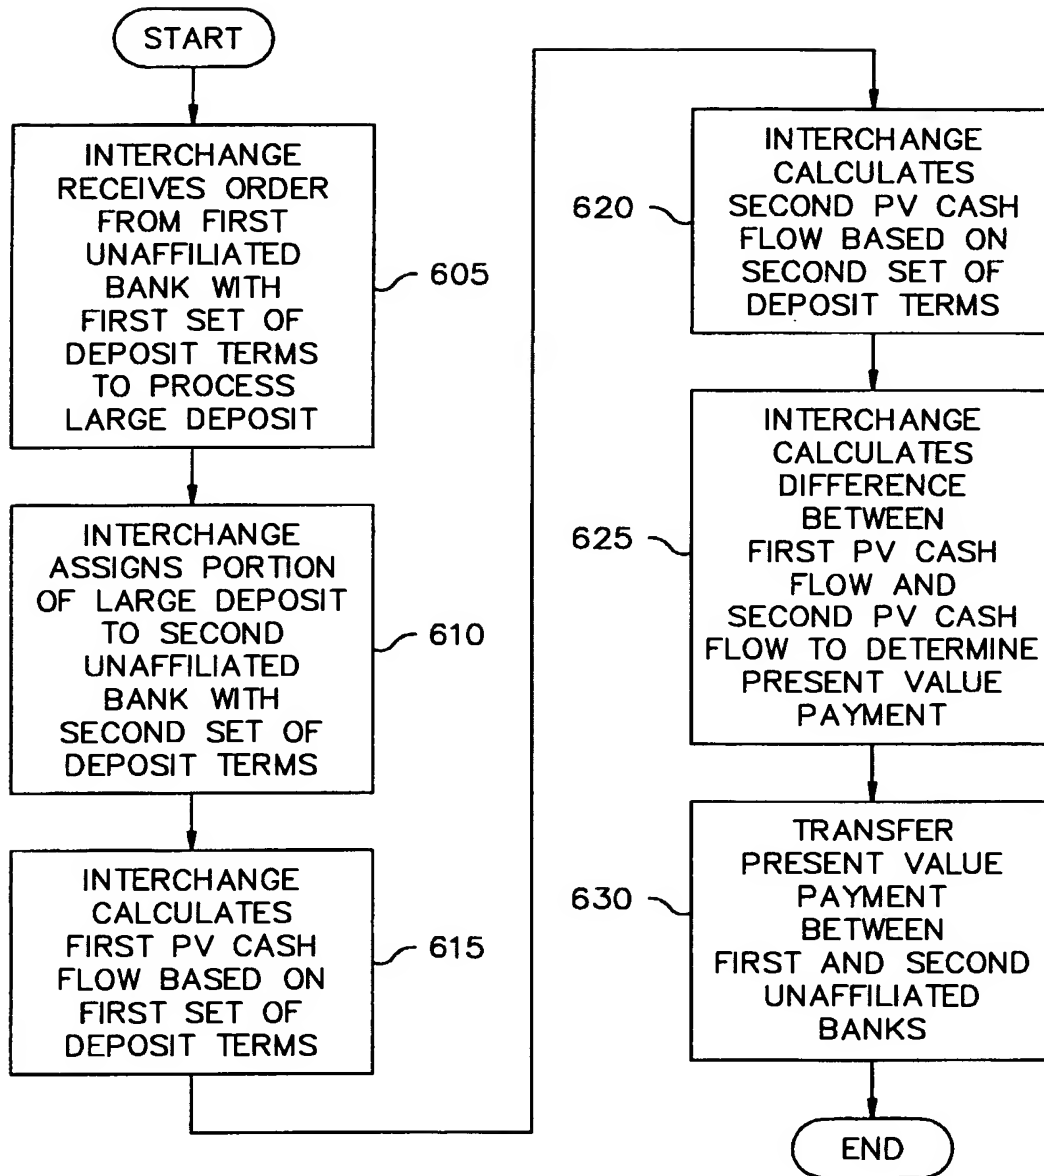 START
INTERCHANGE
RECEIVES ORDER
FROM FIRST
UNAFFILIATED
BANK WITH
FIRST SET OF
DEPOSIT TERMS
TO PROCESS
LARGE DEPOSIT
605
INTERCHANGE
ASSIGNS PORTION
OF LARGE DEPOSIT
TO SECOND
UNAFFILIATED
BANK WITH
SECOND SET OF
DEPOSIT TERMS
610
INTERCHANGE
CALCULATES
FIRST PV CASH
FLOW BASED ON
FIRST SET OF
DEPOSIT TERMS
615
INTERCHANGE
CALCULATES
SECOND PV CASH
FLOW BASED ON
SECOND SET OF
DEPOSIT TERMS
620
INTERCHANGE
CALCULATES
DIFFERENCE
BETWEEN
FIRST PV CASH
FLOW AND
SECOND PV CASH
FLOW TO DETERMINE
PRESENT VALUE
PAYMENT
625
TRANSFER
PRESENT VALUE
PAYMENT
BETWEEN
FIRST AND SECOND
UNAFFILIATED
BANKS
630
END